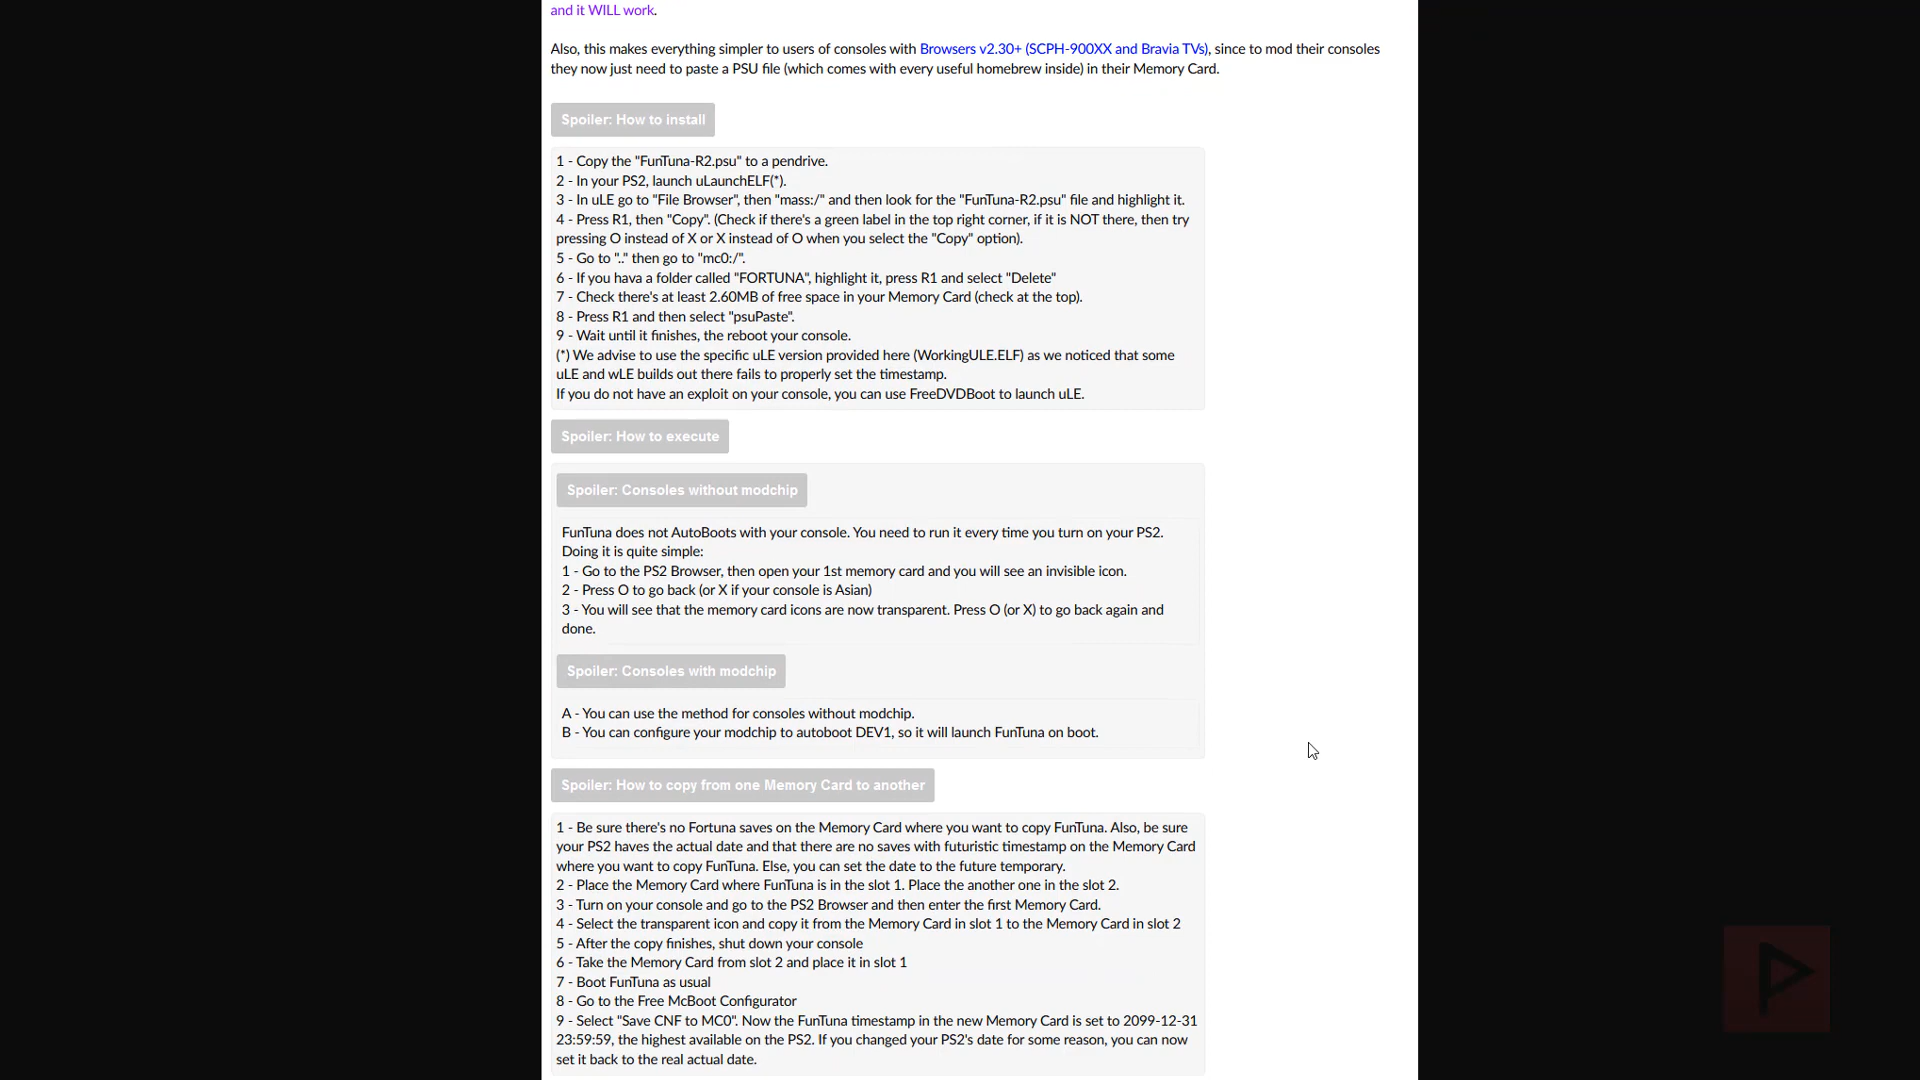 and it WILL work.
Also, this makes everything simpler to users of consoles with Browsers v2.30+ (SCPH-900XX and Bravia TVs), since to mod their consoles
they now just need to paste a PSU file (which comes with every useful homebrew inside) in their Memory Card.
Spoiler: How to install
1 - Copy the "FunTuna-R2.psu" to a pendrive.
2 - In your PS2, launch uLaunchELF(*).
3 - In uLE go to "File Browser", then "mass:/" and then look for the "FunTuna-R2.psu" file and highlight it.
4 - Press R1, then "Copy". (Check if there's a green label in the top right corner, if it is NOT there, then try
pressing O instead of X or X instead of O when you select the "Copy" option).
5 - Go to ".." then go to "mc0:/".
6 - If you hava a folder called "FORTUNA", highlight it, press R1 and select "Delete"
7 - Check there's at least 2.60MB of free space in your Memory Card (check at the top).
8 - Press R1 and then select "psuPaste".
9 - Wait until it finishes, the reboot your console.
(*) We advise to use the specific uLE version provided here (WorkingULE.ELF) as we noticed that some
uLE and wLE builds out there fails to properly set the timestamp.
If you do not have an exploit on your console, you can use FreeDVDBoot to launch uLE.
Spoiler: How to execute
Spoiler: Consoles without modchip
FunTuna does not AutoBoots with your console. You need to run it every time you turn on your PS2.
Doing it is quite simple:
1 - Go to the PS2 Browser, then open your 1st memory card and you will see an invisible icon.
2 - Press O to go back (or X if your console is Asian)
3 - You will see that the memory card icons are now transparent. Press O (or X) to go back again and
done.
Spoiler: Consoles with modchip
A - You can use the method for consoles without modchip.
B - You can configure your modchip to autoboot DEV1, so it will launch FunTuna on boot.
Spoiler: How to copy from one Memory Card to another
1 - Be sure there's no Fortuna saves on the Memory Card where you want to copy FunTuna. Also, be sure
your PS2 haves the actual date and that there are no saves with futuristic timestamp on the Memory Card
where you want to copy FunTuna. Else, you can set the date to the future temporary.
2 - Place the Memory Card where FunTuna is in the slot 1. Place the another one in the slot 2.
3 - Turn on your console and go to the PS2 Browser and then enter the first Memory Card.
4 - Select the transparent icon and copy it from the Memory Card in slot 1 to the Memory Card in slot 2
5 - After the copy finishes, shut down your console
6 - Take the Memory Card from slot 2 and place it in slot 1
7 - Boot FunTuna as usual
8 - Go to the Free McBoot Configurator
9 - Select "Save CNF to MC0". Now the FunTuna timestamp in the new Memory Card is set to 2099-12-31
23:59:59, the highest available on the PS2. If you changed your PS2's date for some reason, you can now
set it back to the real actual date.